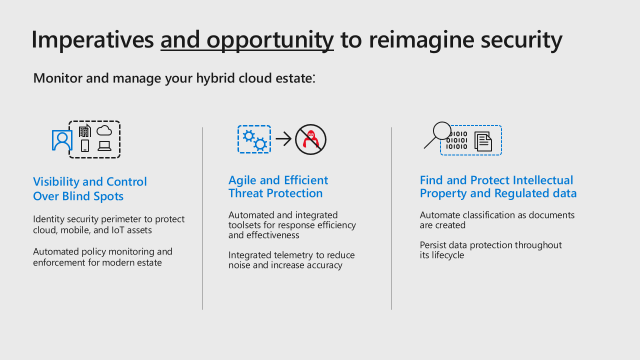 Imperatives and opportunity to reimagine security
Monitor and manage your hybrid cloud estate:
Visibility and Control
Over Blind Spots
Identity security perimeter to protect
cloud, mobile, and IoT assets
Automated policy monitoring and
enforcement for modern estate
Agile and Efficient
Threat Protection
Automated and integrated
toolsets for response efficiency
and effectiveness
Integrated telemetry to reduce
noise and increase accuracy
Find and Protect Intellectual
Property and Regulated data
Automate classification as documents
are created
Persist data protection throughout
its lifecycle